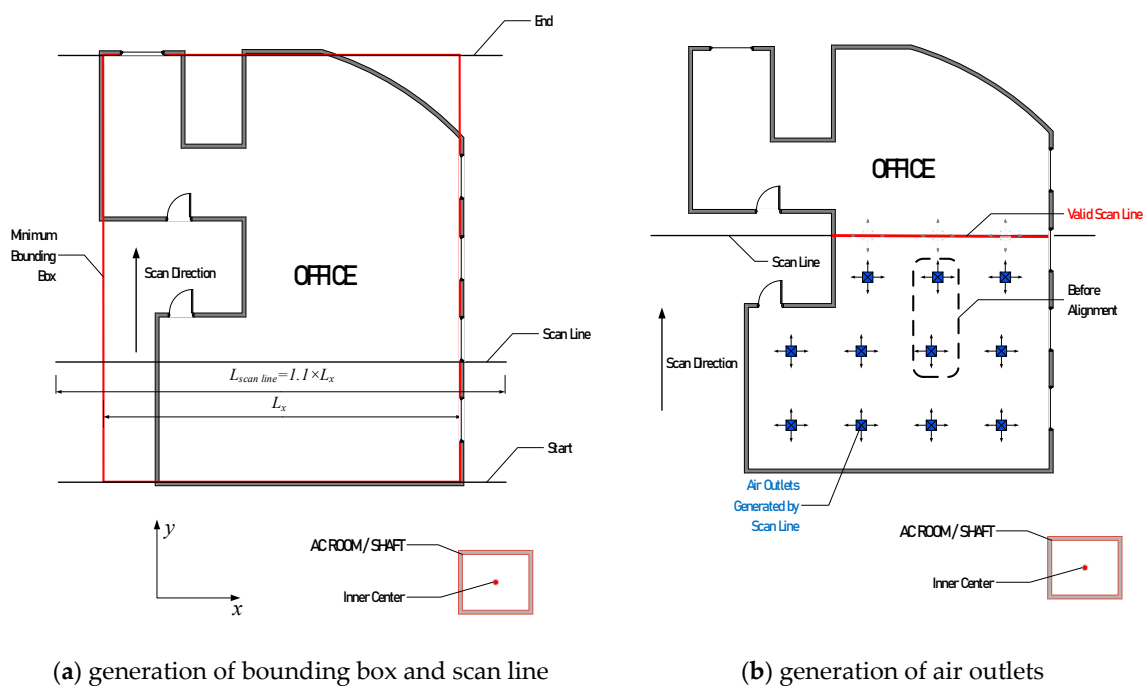 End
OFFICE
Minimum
Bounding
Box
Scan Direction
OFFICE
Scan Line
L_scan line=1.1×L_x
L_x
Start
y
x
AC ROOM / SHAFT
Inner Center
Valid Scan Line
Scan Line
Before
Alignment
Scan Direction
Air Outlets
Generated by
Scan Line
AC ROOM / SHAFT
Inner Center
(a) generation of bounding box and scan line
(b) generation of air outlets